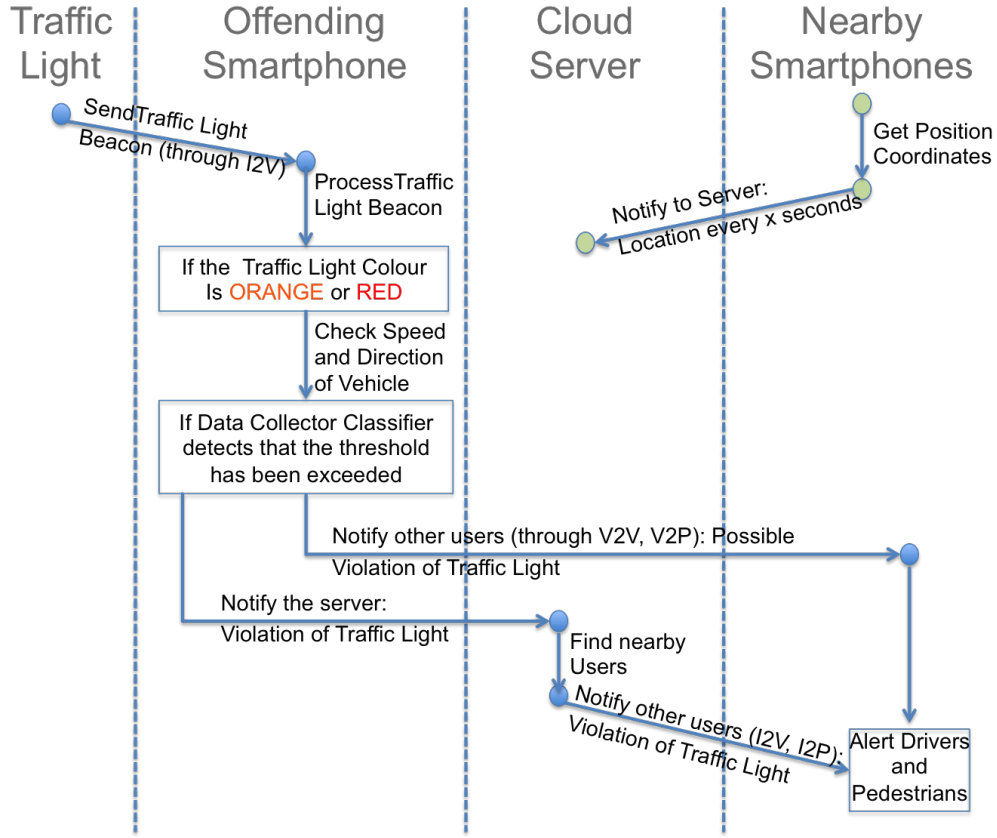 Traffic
Light
Offending
Smartphone
Cloud
Server
Nearby
Smartphones
SendTraffic Light
Beacon (through I2V)
ProcessTraffic
Light Beacon
Get Position
Coordinates
Notify to Server:
Location every x seconds
If the Traffic Light Colour
Is ORANGE or RED
Check Speed
and Direction
of Vehicle
If Data Collector Classifier
detects that the threshold
has been exceeded
Notify other users (through V2V, V2P): Possible
Violation of Traffic Light
Notify the server:
Violation of Traffic Light
Find nearby
Users
Notify other users (I2V, I2P):
Violation of Traffic Light
Alert Drivers
and
Pedestrians